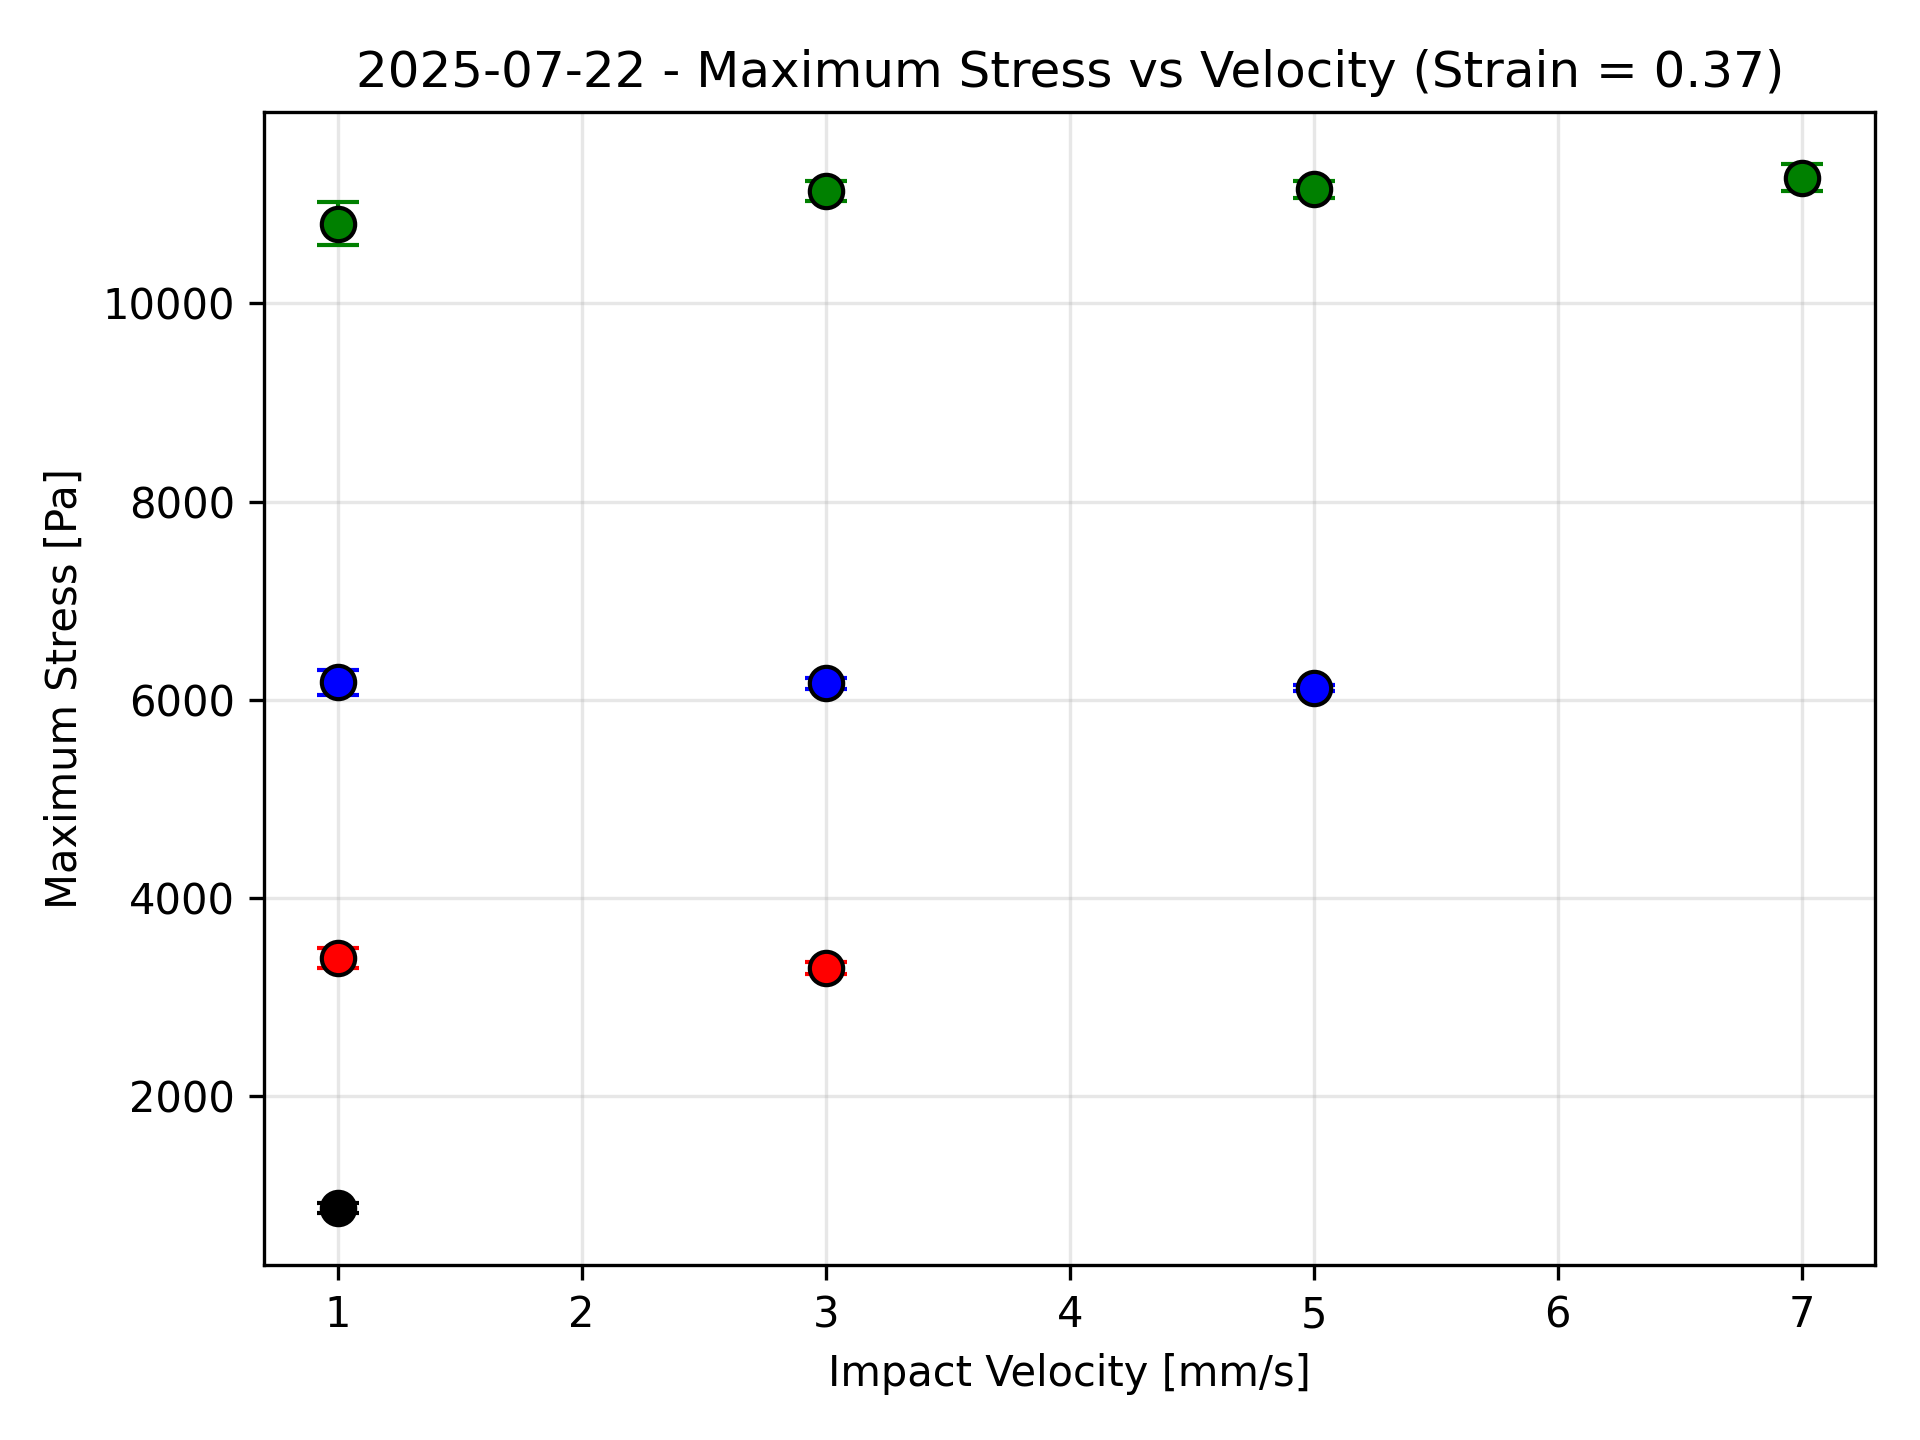 2025-07-22 - Maximum Stress vs Velocity (Strain = 0.37)
Maximum Stress [Pa]
10000
8000
6000
4000
2000
1 2 3 4 5 6 7
Impact Velocity [mm/s]